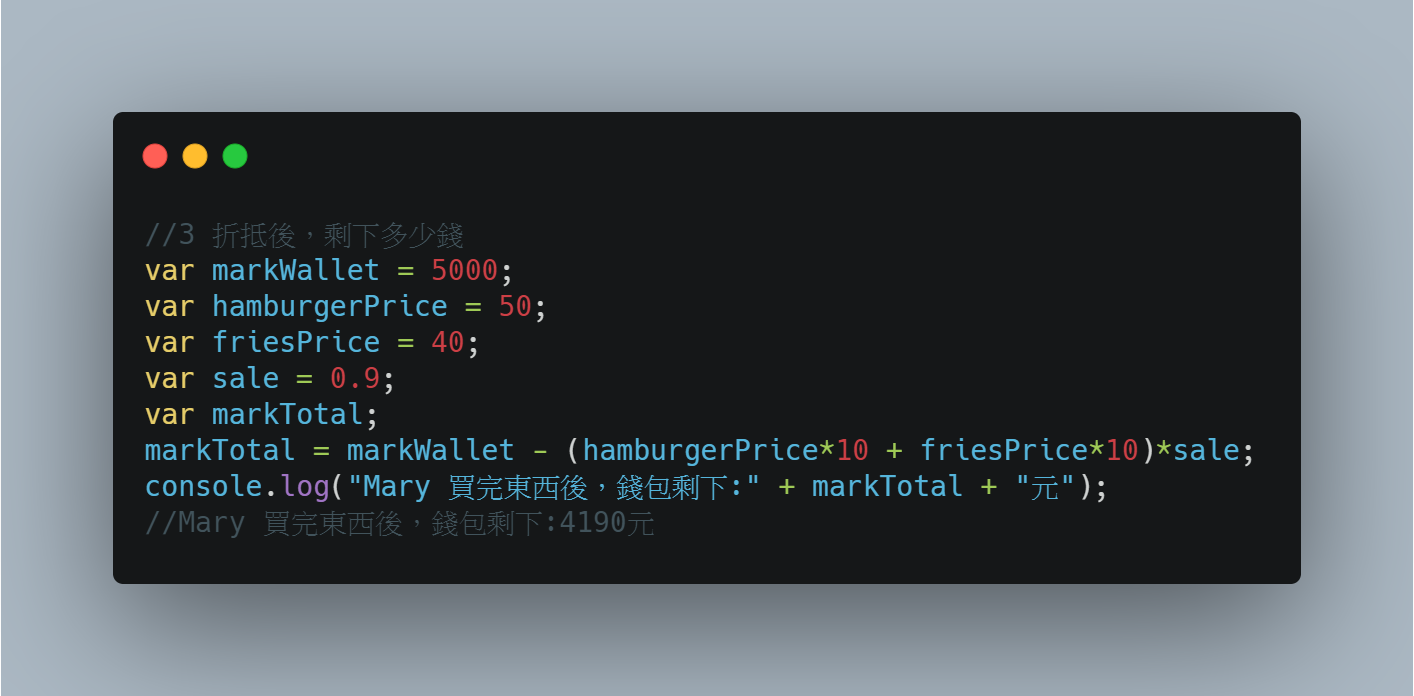 //3 折抵後，剩下多少錢
var markWallet = 5000;
var hamburgerPrice = 50;
var friesPrice = 40;
var sale = 0.9;
var markTotal;
markTotal = markWallet - (hamburgerPrice*10 + friesPrice*10)*sale;
console.log("Mary 買完東西後，錢包剩下:" + markTotal + "元");
//Mary 買完東西後，錢包剩下:4190元